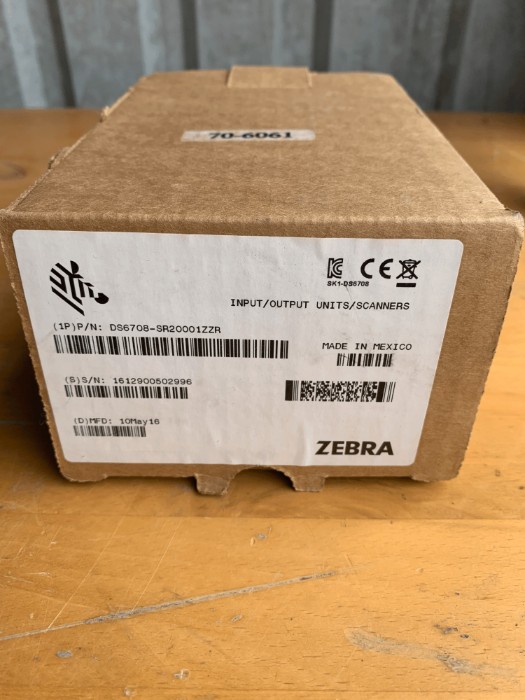 70-6061
SK1-DS6708
INPUT/OUTPUT UNITS/SCANNERS
(1P)P/N: DS6708-SR20001ZZR
MADE IN MEXICO
(S)S/N: 1612900502996
(D)MFD: 10May16
ZEBRA